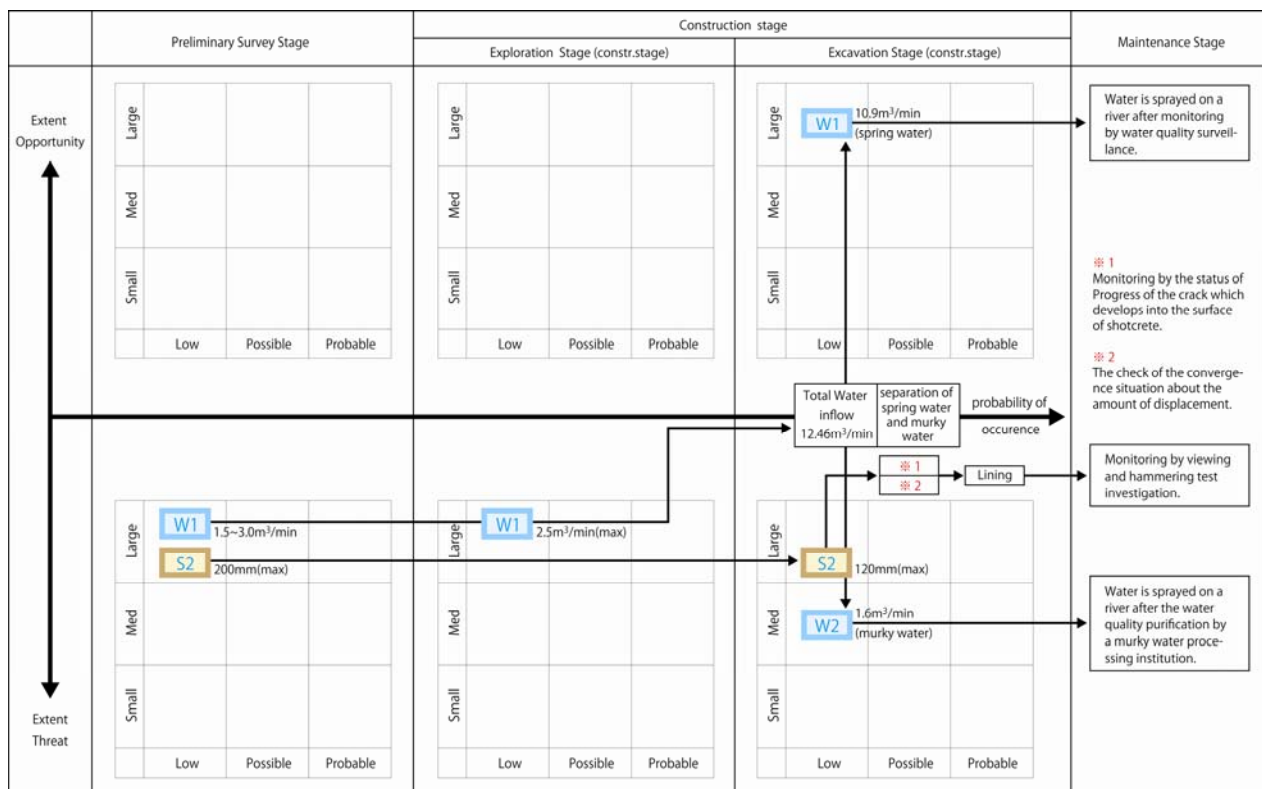 Preliminary Survey Stage
Construction stage
Exploration Stage (constr.stage)
Excavation Stage (constr.stage)
Maintenance Stage
Extent
Opportunity
Large
Med
Small
Low Possible Probable
Large
Med
Small
Low Possible Probable
Large
Med
Small
Low Possible Probable
W1
10.9m³/min
(spring water)
Water is sprayed on a
river after monitoring
by water quality surveil-
lance.
※ 1
Monitoring by the status of
Progress of the crack which
develops into the surface
of shotcrete.
※ 2
The check of the converge-
nce situation about the
amount of displacement.
Total Water
inflow
12.46m³/min
separation of
spring water
and murky
water
probability of
occurence
※ 1
※ 2
Lining
Monitoring by viewing
and hammering test
investigation.
Large
Med
Small
Low Possible Probable
W1
1.5~3.0m³/min
S2
200mm(max)
Large
Med
Small
Low Possible Probable
W1
2.5m³/min(max)
Large
Med
Small
Low Possible Probable
S2
120mm(max)
W2
1.6m³/min
(murky water)
Water is sprayed on a
river after the water
quality purification by
a murky water proce-
ssing institution.
Extent
Threat